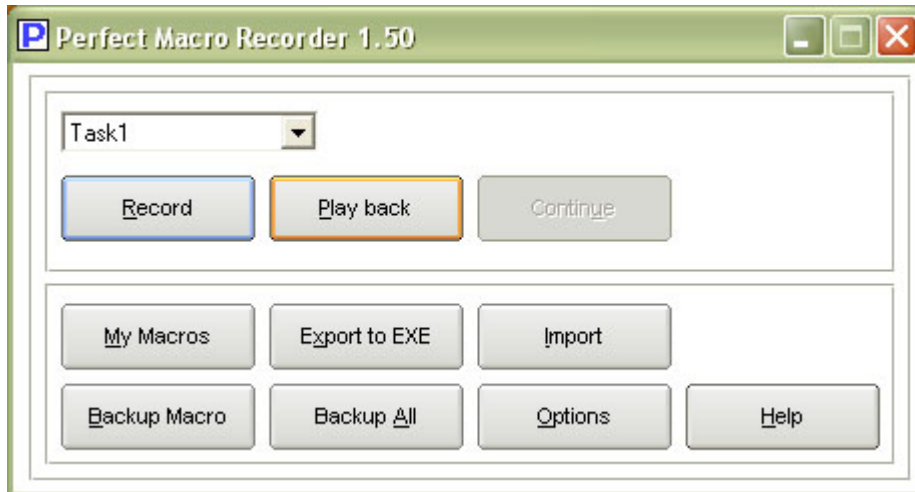 P Perfect Macro Recorder 1.50
Task1
Record Play back Continue
My Macros Export to EXE Import
Backup Macro Backup All Options Help